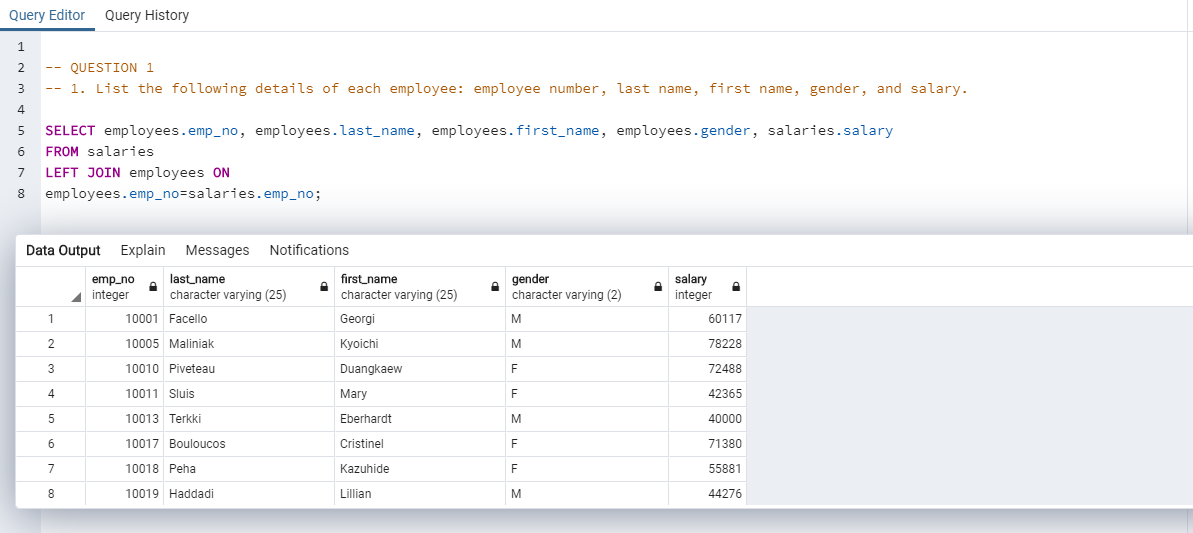 Query Editor Query History
1
2 -- QUESTION 1
3 -- 1. List the following details of each employee: employee number, last name, first name, gender, and salary.
4
5 SELECT employees.emp_no, employees.last_name, employees.first_name, employees.gender, salaries.salary
6 FROM salaries
7 LEFT JOIN employees ON
8 employees.emp_no=salaries.emp_no;
Data Output Explain Messages Notifications
emp_no last_name first_name gender salary
integer character varying (25) character varying (25) character varying (2) integer
1 10001 Facello Georgi M 60117
2 10005 Maliniak Kyoichi M 78228
3 10010 Piveteau Duangkaew F 72488
4 10011 Sluis Mary F 42365
5 10013 Terkki Eberhardt M 40000
6 10017 Bouloucos Cristinel F 71380
7 10018 Peha Kazuhide F 55881
8 10019 Haddadi Lillian M 44276